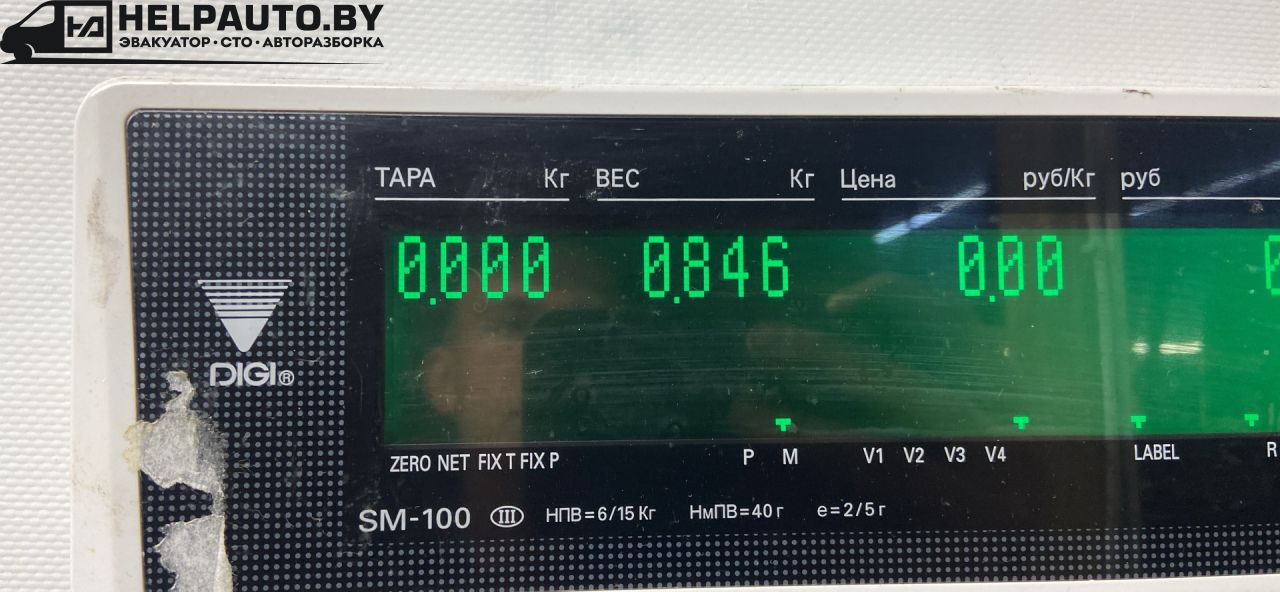 HELPAUTO.BY
ЭВАКУАТОР · СТО · АВТОРАЗБОРКА
ТАРА Кг ВЕС Кг Цена руб/Кг руб
0.000 0.846 0.00
DIGI®
ZERO NET FIX T FIX P P M V1 V2 V3 V4 LABEL R
SM-100 III НПВ=6/15 Кг НмПВ=40 г е=2/5 г